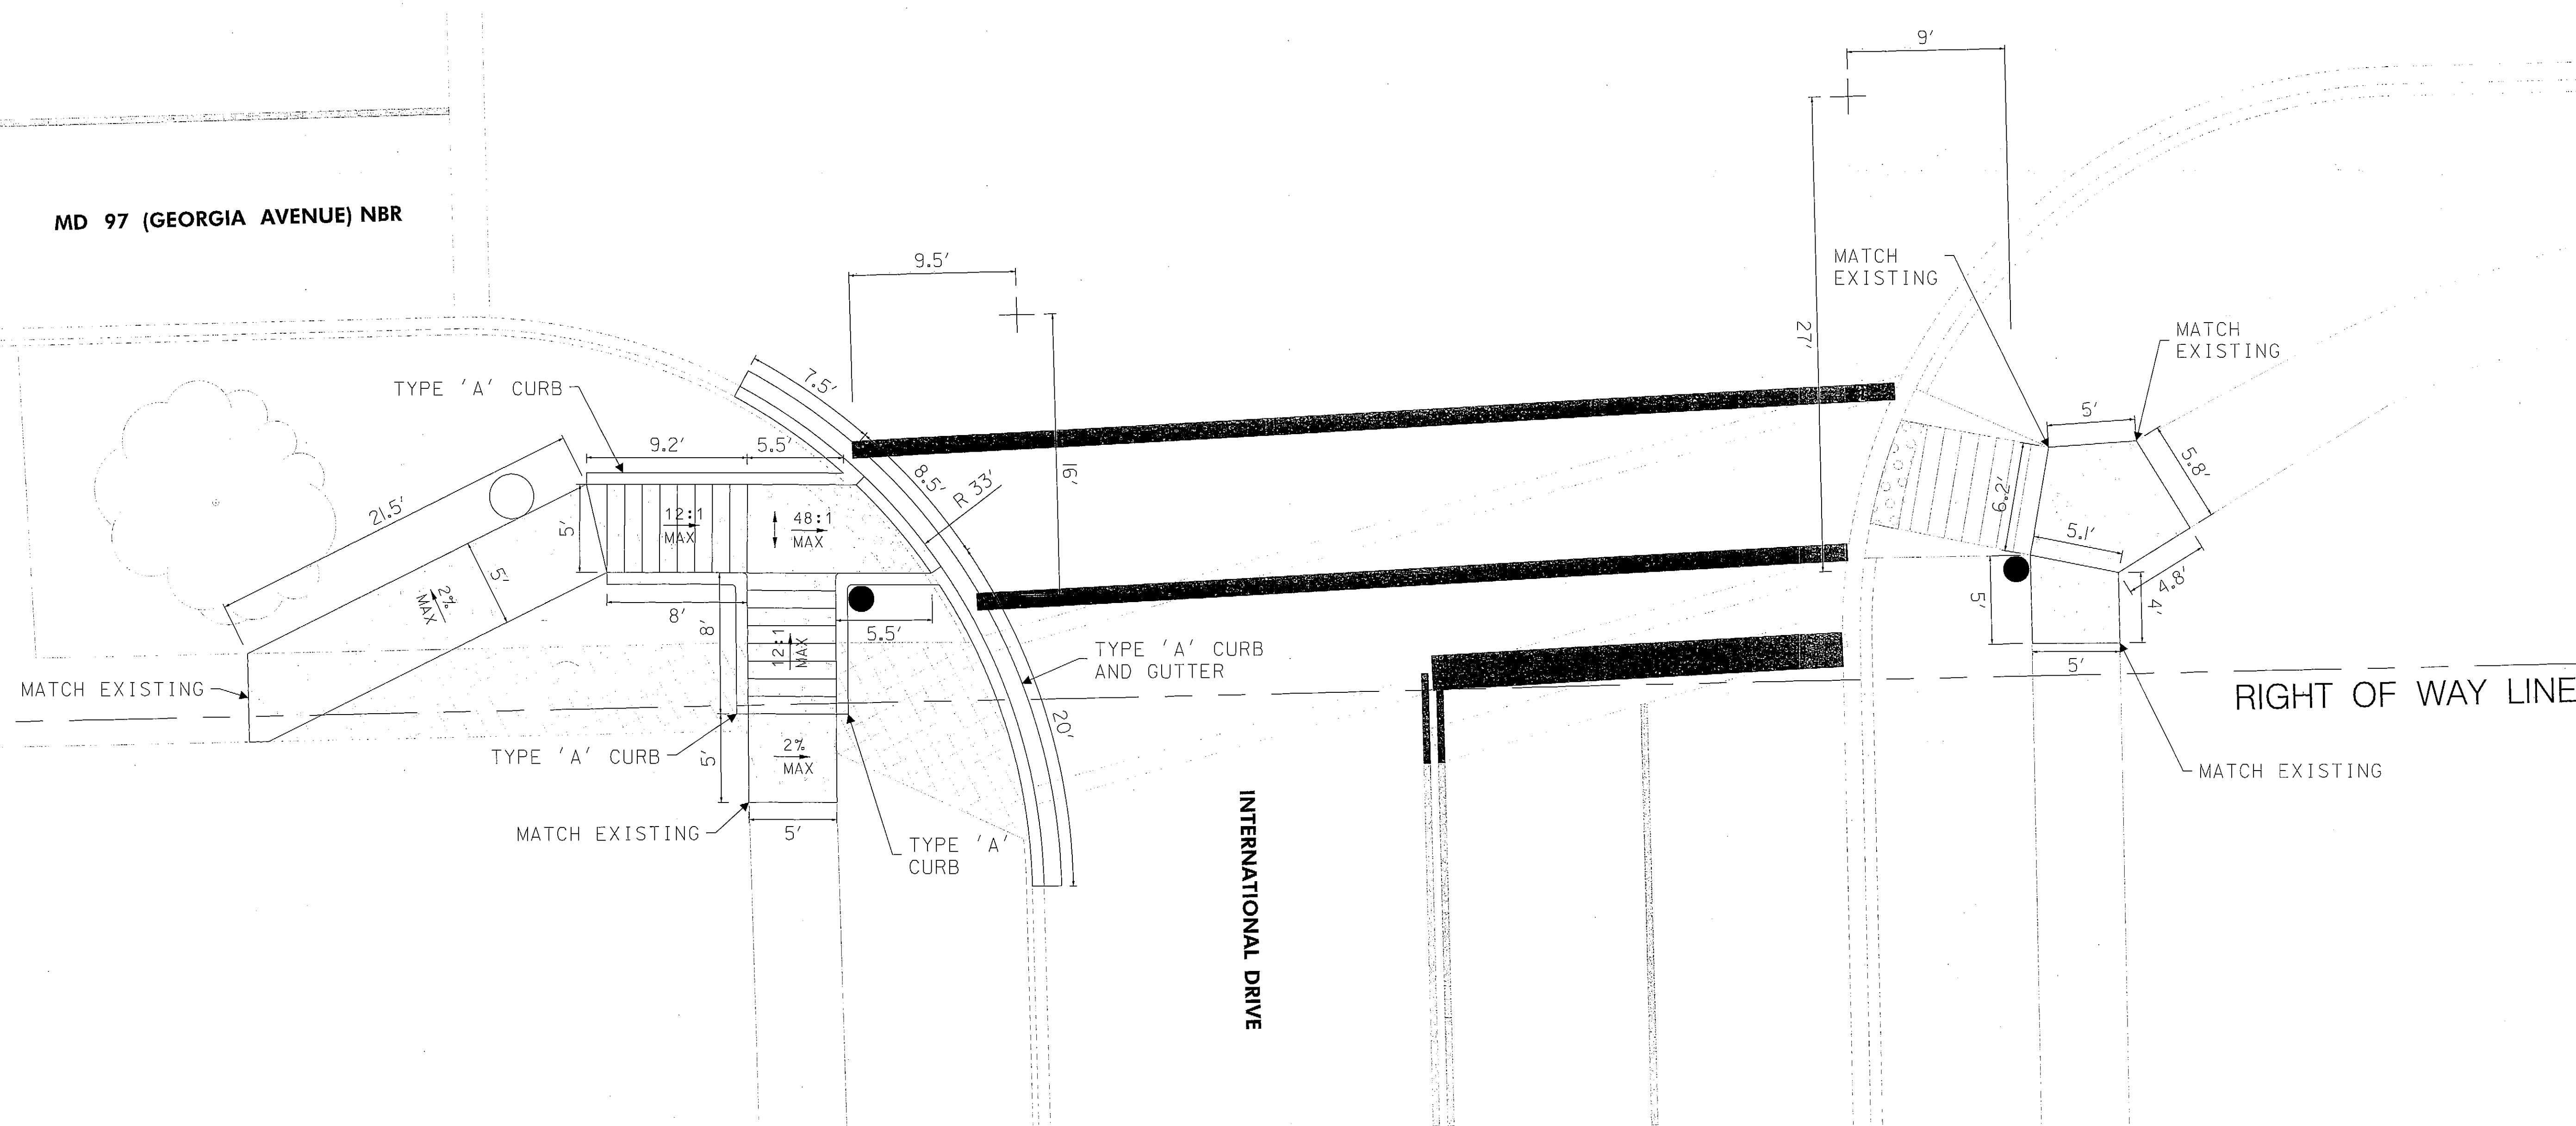 9'
MD 97 (GEORGIA AVENUE) NBR
9.5'
MATCH
EXISTING
27'
MATCH
EXISTING
7.5'
TYPE 'A' CURB
5'
9.2'
5.5'
8.5'
R 33'
16'
5.8'
21.5'
6.2'
5'
12:1
MAX
48:1
MAX
5.1'
5'
2%
MAX
4.8'
8'
8'
12:1
MAX
5.5'
5'
4'
TYPE 'A' CURB
AND GUTTER
5'
MATCH EXISTING
RIGHT OF WAY LINE
20'
TYPE 'A' CURB
5'
2%
MAX
MATCH EXISTING
MATCH EXISTING
5'
TYPE 'A'
CURB
INTERNATIONAL DRIVE